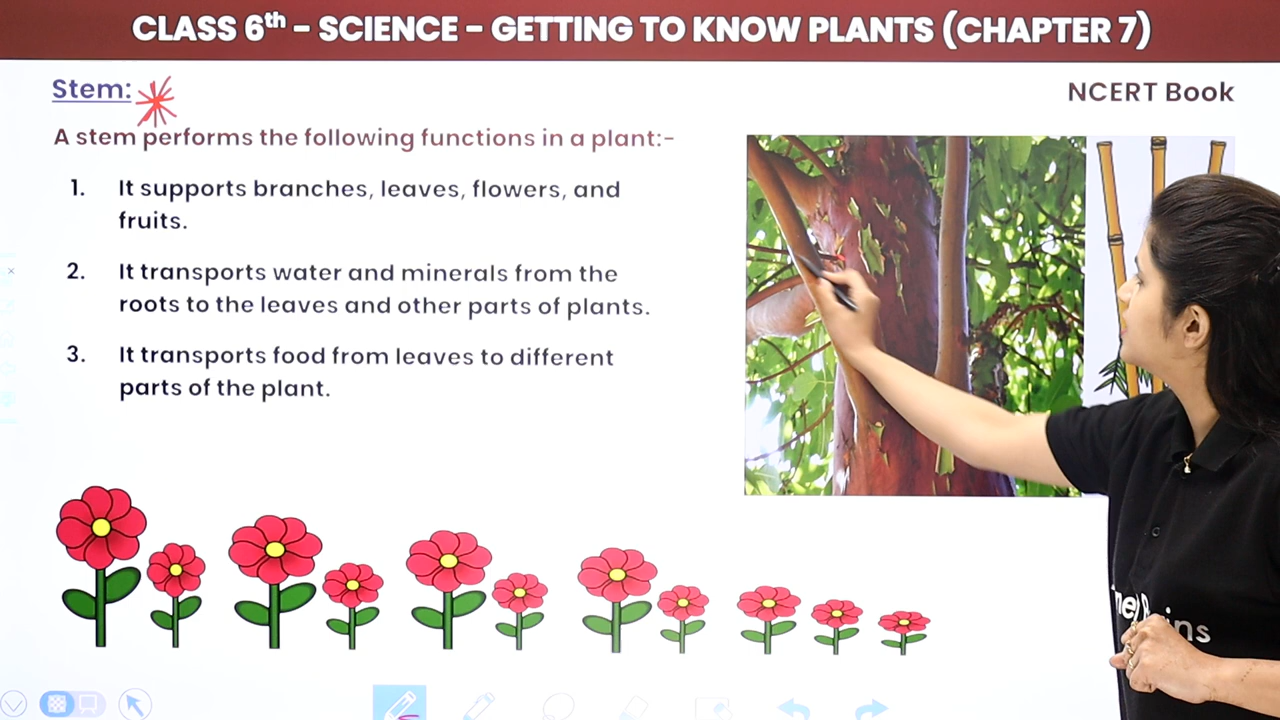 CLASS 6th - SCIENCE - GETTING TO KNOW PLANTS (CHAPTER 7)
Stem:
NCERT Book
A stem performs the following functions in a plant:-
1. It supports branches, leaves, flowers, and
fruits.
2. It transports water and minerals from the
roots to the leaves and other parts of plants.
3. It transports food from leaves to different
parts of the plant.